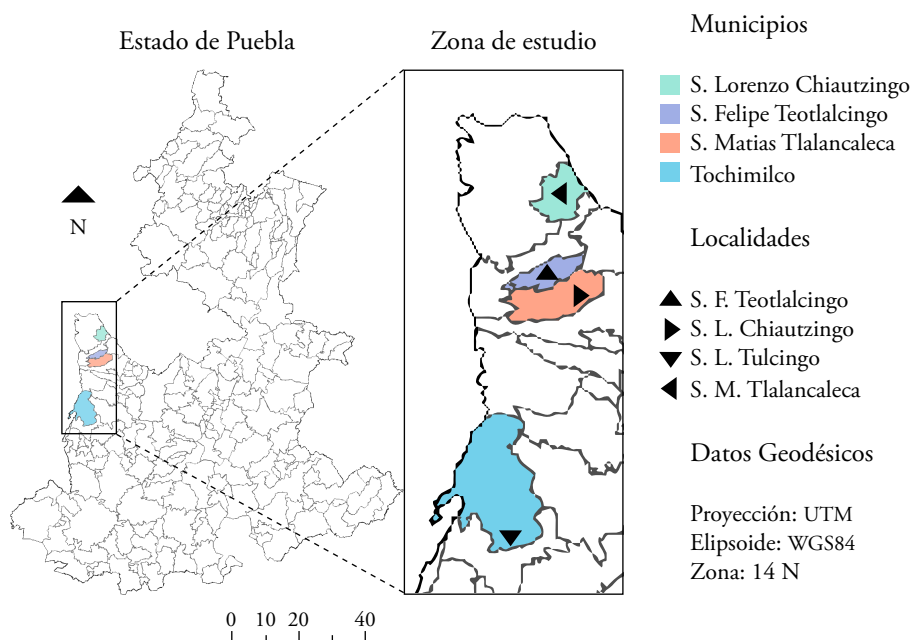 Estado de Puebla
Zona de estudio
N
0 10 20 40
Municipios
S. Lorenzo Chiautzingo
S. Felipe Teotlalcingo
S. Matias Tlalancaleca
Tochimilco
Localidades
S. F. Teotlalcingo
S. L. Chiautzingo
S. L. Tulcingo
S. M. Tlalancaleca
Datos Geodésicos
Proyección: UTM
Elipsoide: WGS84
Zona: 14 N